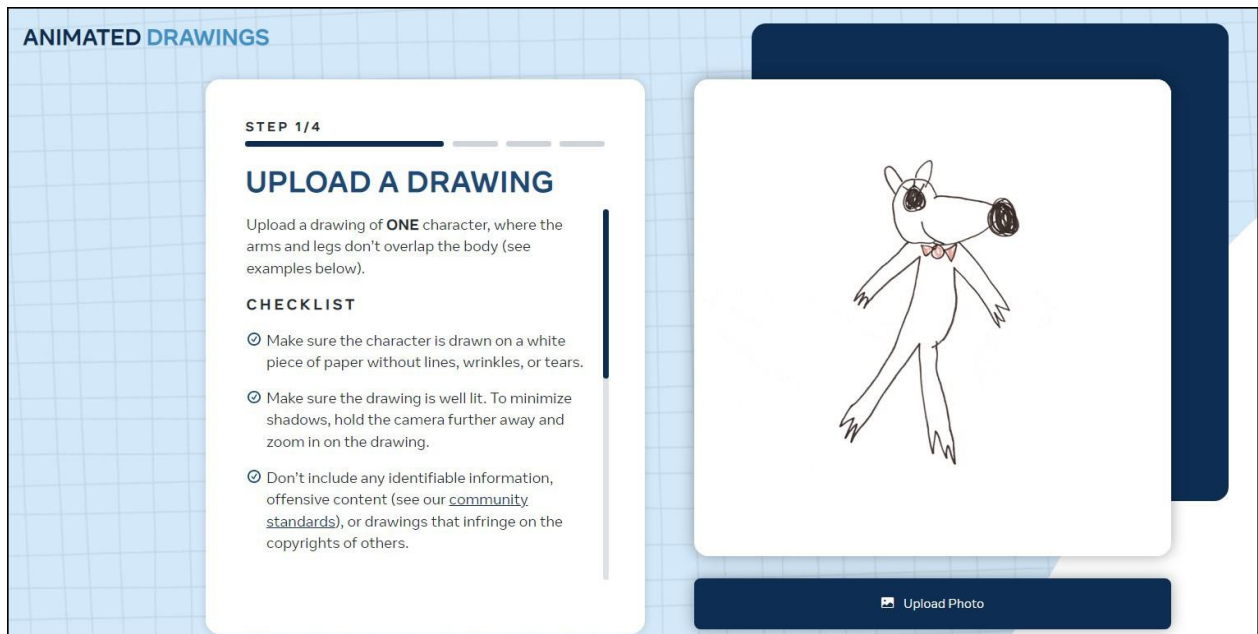 ANIMATED DRAWINGS
STEP 1/4
UPLOAD A DRAWING
Upload a drawing of ONE character, where the
arms and legs don’t overlap the body (see
examples below).
CHECKLIST
Make sure the character is drawn on a white
piece of paper without lines, wrinkles, or tears.
Make sure the drawing is well lit. To minimize
shadows, hold the camera further away and
zoom in on the drawing.
Don’t include any identifiable information,
offensive content (see our community
standards), or drawings that infringe on the
copyrights of others.
Upload Photo